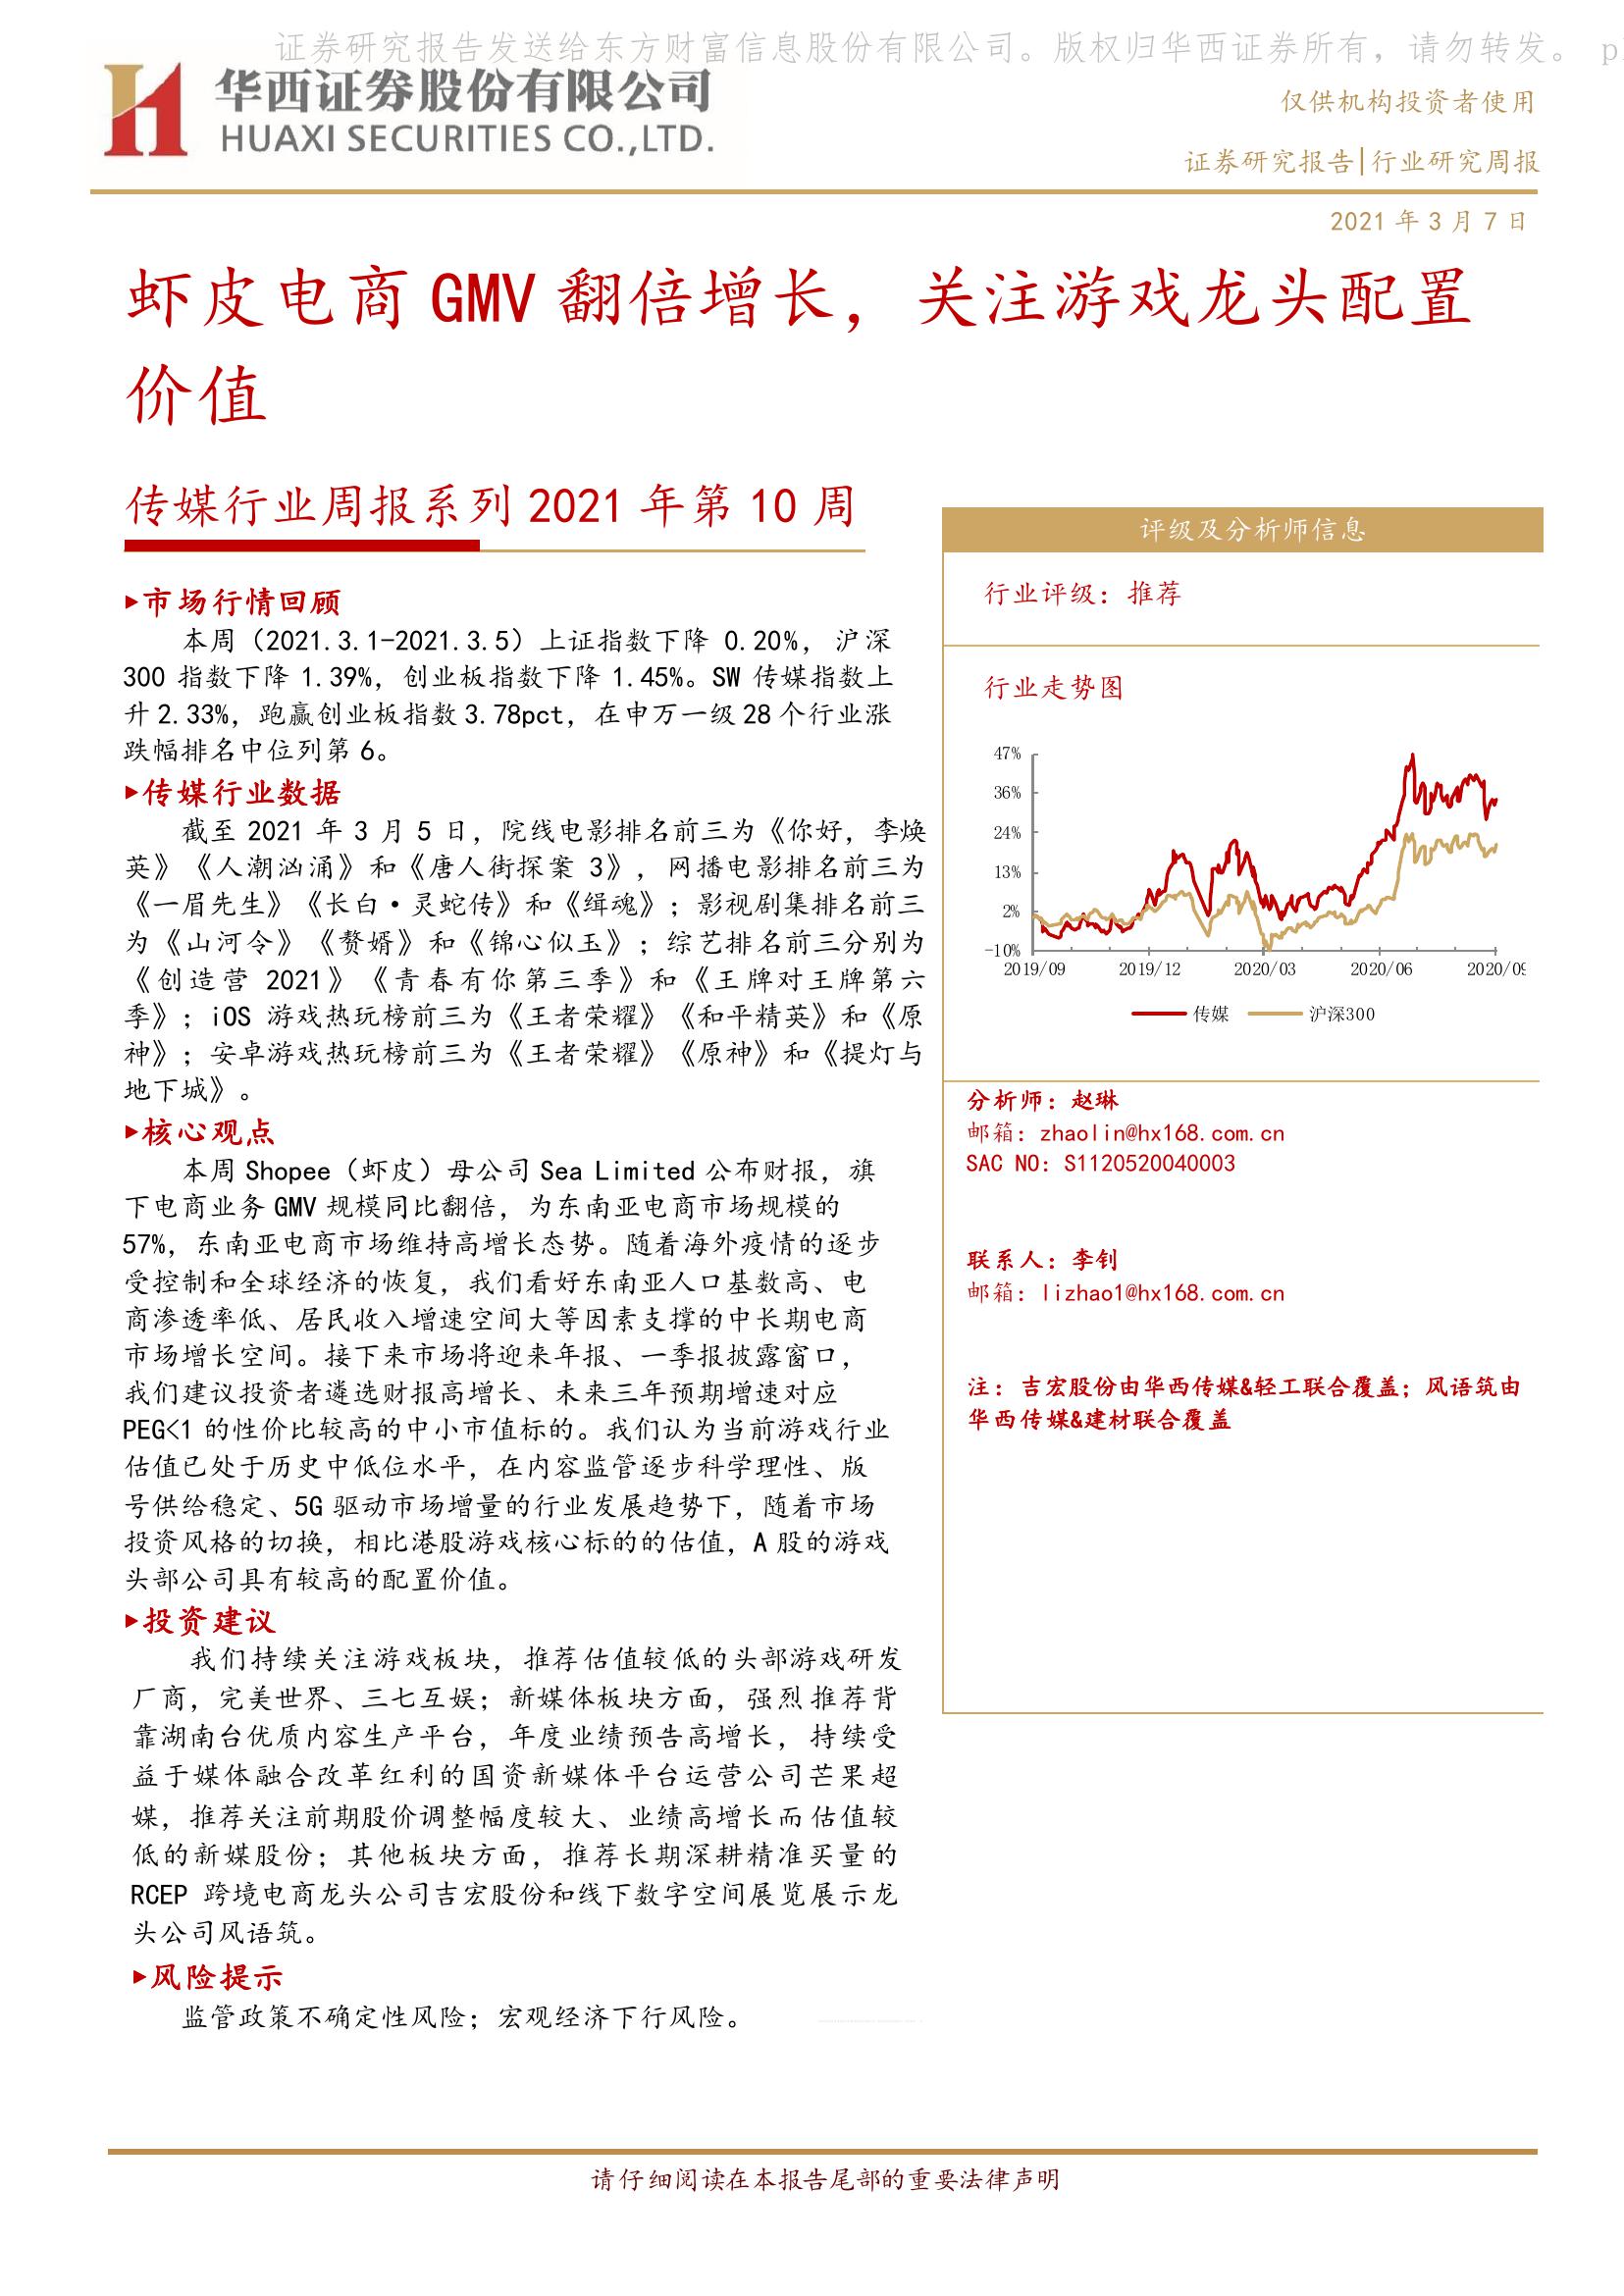 证券研究报告发送给东方财富信息股份有限公司。版权归华西证券所有，请勿转发。 p
华西证券股份有限公司
HUAXI SECURITIES CO.,LTD.
仅供机构投资者使用
证券研究报告|行业研究周报
2021 年 3 月 7 日
虾皮电商 GMV 翻倍增长，关注游戏龙头配置
价值
传媒行业周报系列 2021 年第 10 周
▸市场行情回顾
本周（2021.3.1-2021.3.5）上证指数下降 0.20%，沪深
300 指数下降 1.39%，创业板指数下降 1.45%。SW 传媒指数上
升 2.33%，跑赢创业板指数 3.78pct，在申万一级 28 个行业涨
跌幅排名中位列第 6。
▸传媒行业数据
截至 2021 年 3 月 5 日，院线电影排名前三为《你好，李焕
英》《人潮汹涌》和《唐人街探案 3》，网播电影排名前三为
《一眉先生》《长白·灵蛇传》和《缉魂》；影视剧集排名前三
为《山河令》《赘婿》和《锦心似玉》；综艺排名前三分别为
《创造营 2021》《青春有你第三季》和《王牌对王牌第六
季》；iOS 游戏热玩榜前三为《王者荣耀》《和平精英》和《原
神》；安卓游戏热玩榜前三为《王者荣耀》《原神》和《提灯与
地下城》。
▸核心观点
本周 Shopee（虾皮）母公司 Sea Limited 公布财报，旗
下电商业务 GMV 规模同比翻倍，为东南亚电商市场规模的
57%，东南亚电商市场维持高增长态势。随着海外疫情的逐步
受控制和全球经济的恢复，我们看好东南亚人口基数高、电
商渗透率低、居民收入增速空间大等因素支撑的中长期电商
市场增长空间。接下来市场将迎来年报、一季报披露窗口，
我们建议投资者遴选财报高增长、未来三年预期增速对应
PEG<1 的性价比较高的中小市值标的。我们认为当前游戏行业
估值已处于历史中低位水平，在内容监管逐步科学理性、版
号供给稳定、5G 驱动市场增量的行业发展趋势下，随着市场
投资风格的切换，相比港股游戏核心标的的估值，A 股的游戏
头部公司具有较高的配置价值。
▸投资建议
我们持续关注游戏板块，推荐估值较低的头部游戏研发
厂商，完美世界、三七互娱；新媒体板块方面，强烈推荐背
靠湖南台优质内容生产平台，年度业绩预告高增长，持续受
益于媒体融合改革红利的国资新媒体平台运营公司芒果超
媒，推荐关注前期股价调整幅度较大、业绩高增长而估值较
低的新媒股份；其他板块方面，推荐长期深耕精准买量的
RCEP 跨境电商龙头公司吉宏股份和线下数字空间展览展示龙
头公司风语筑。
▸风险提示
监管政策不确定性风险；宏观经济下行风险。
评级及分析师信息
行业评级：推荐
行业走势图
47%
36%
24%
13%
2%
-10%
2019/09 2019/12 2020/03 2020/06 2020/09
传媒 沪深300
分析师：赵琳
邮箱：zhaolin@hx168.com.cn
SAC NO：S1120520040003
联系人：李钊
邮箱：lizhao1@hx168.com.cn
注：吉宏股份由华西传媒&轻工联合覆盖；风语筑由
华西传媒&建材联合覆盖
请仔细阅读在本报告尾部的重要法律声明